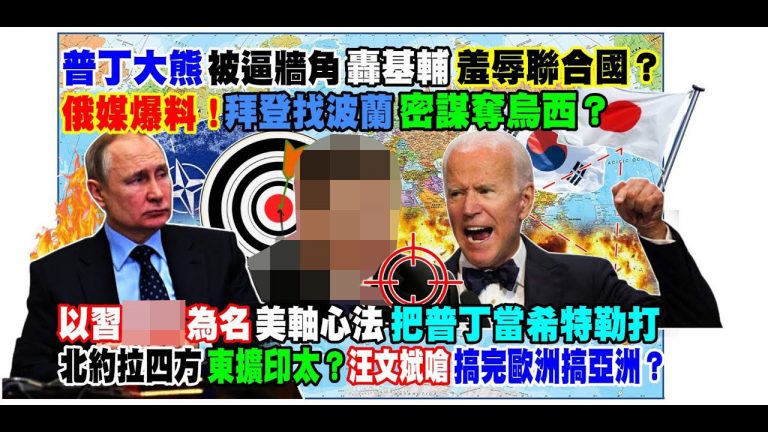 普丁大熊 被逼牆角 轟基輔 羞辱聯合國？
俄媒爆料！拜登找波蘭 密謀奪烏西？
以習 為名 美軸心法 把普丁當希特勒打
北約拉四方 東擴印太？汪文斌嗆 搞完歐洲搞亞洲？